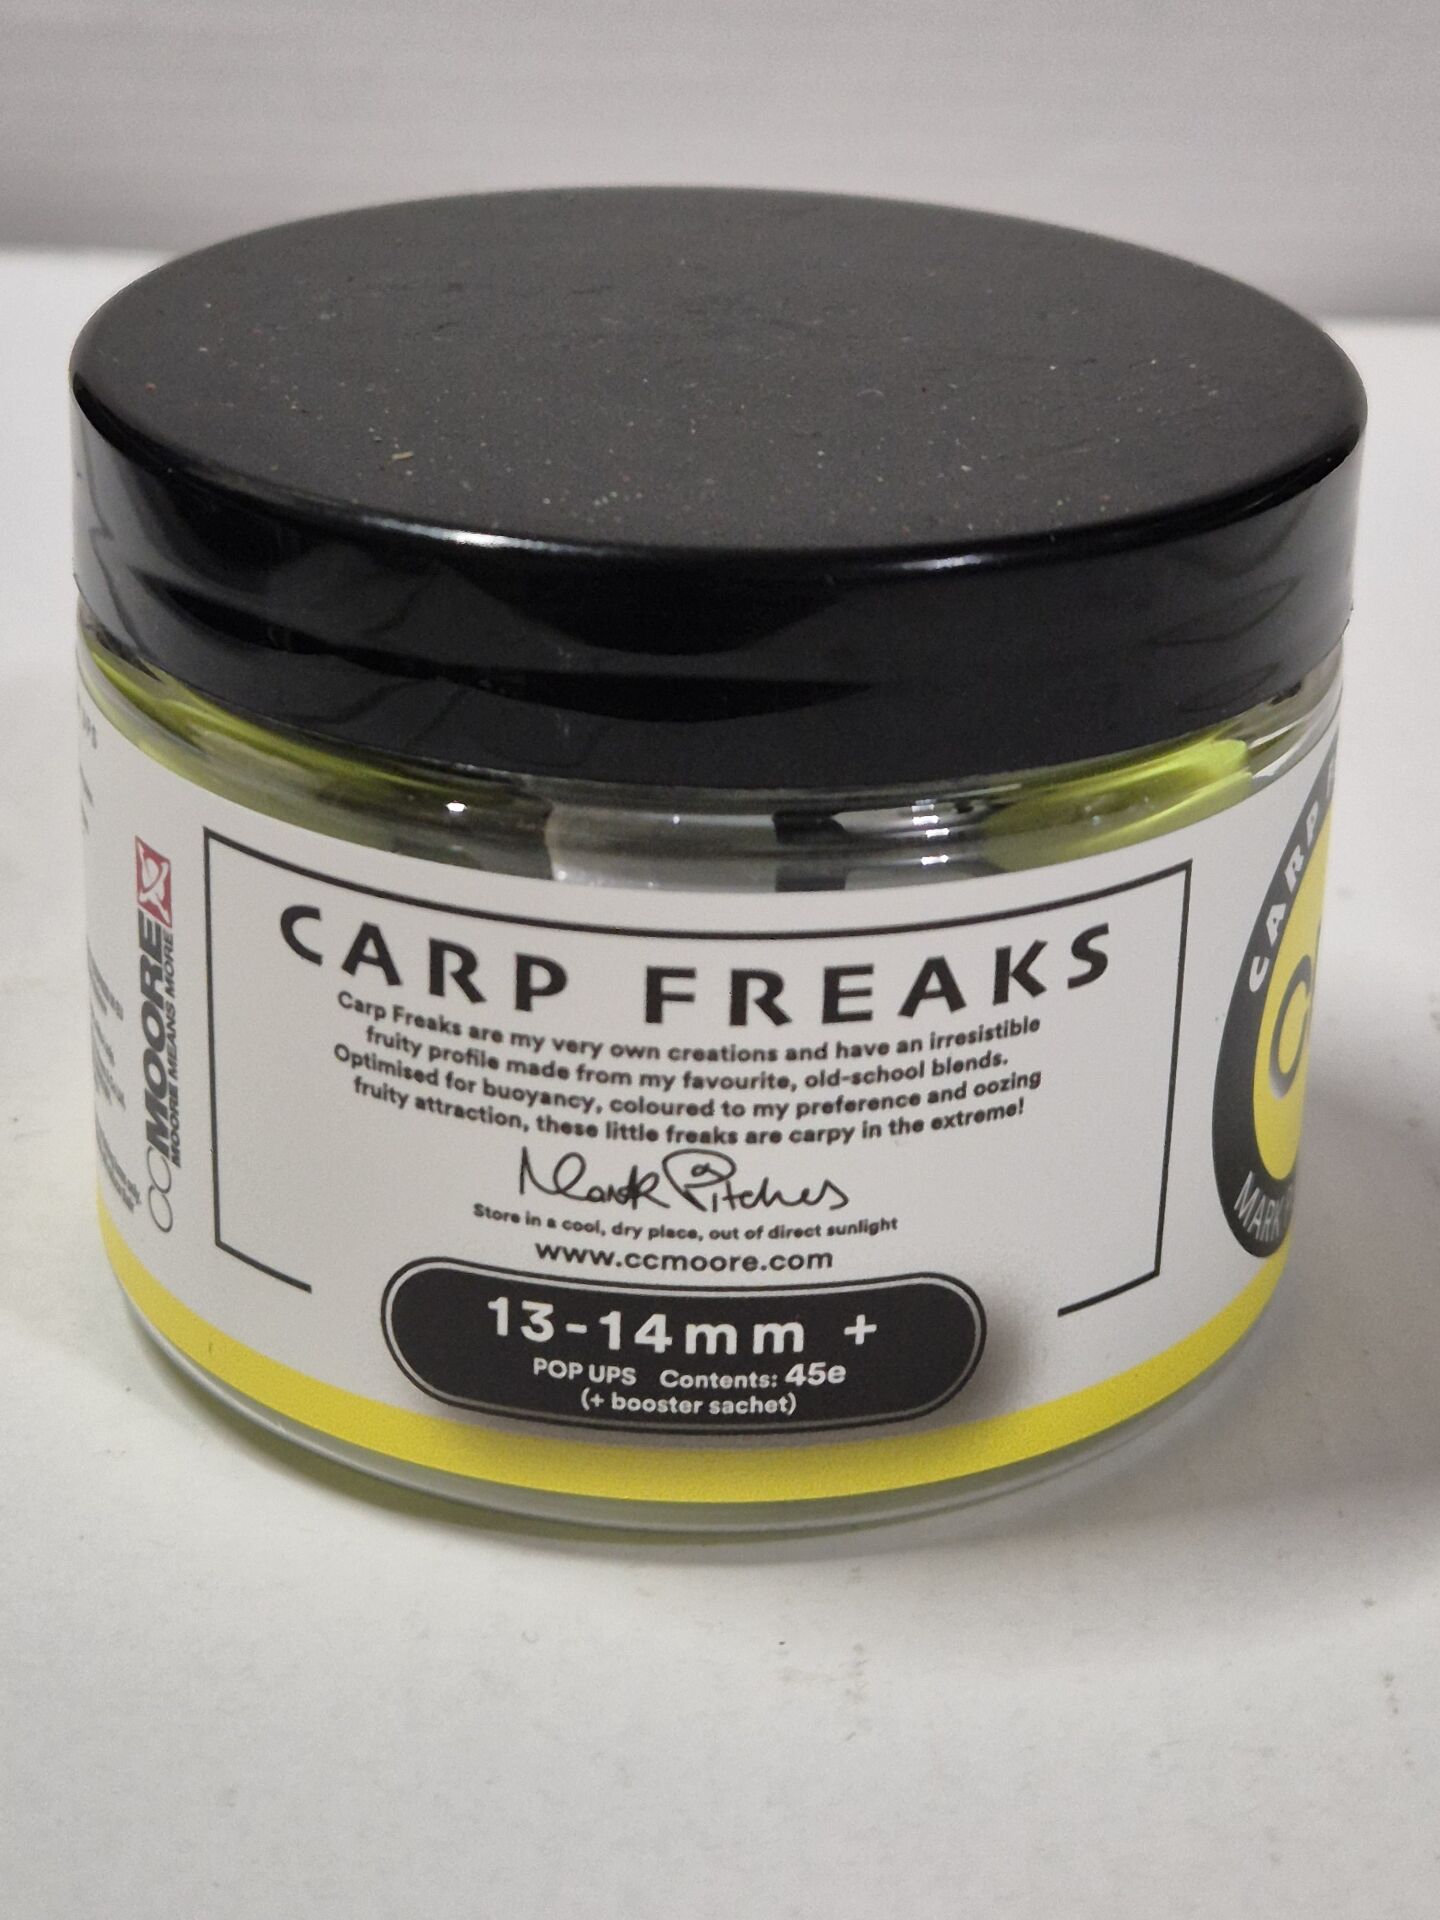 CARP FREAKS
Carp Freaks are my very own creations and have an irresistible
fruity profile made from my favourite, old-school blends.
Optimised for buoyancy, coloured to my preference and oozing
fruity attraction, these little freaks are carpy in the extreme!
Mark Pitches
Store in a cool, dry place, out of direct sunlight
www.ccmoore.com
13-14mm +
POP UPS Contents: 45e
(+ booster sachet)
CCMOORE
MOORE MEANS MORE
CARP
MARK